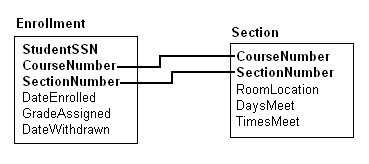 Enrollment
StudentSSN
CourseNumber
SectionNumber
DateEnrolled
GradeAssigned
DateWithdrawn
Section
CourseNumber
SectionNumber
RoomLocation
DaysMeet
TimesMeet